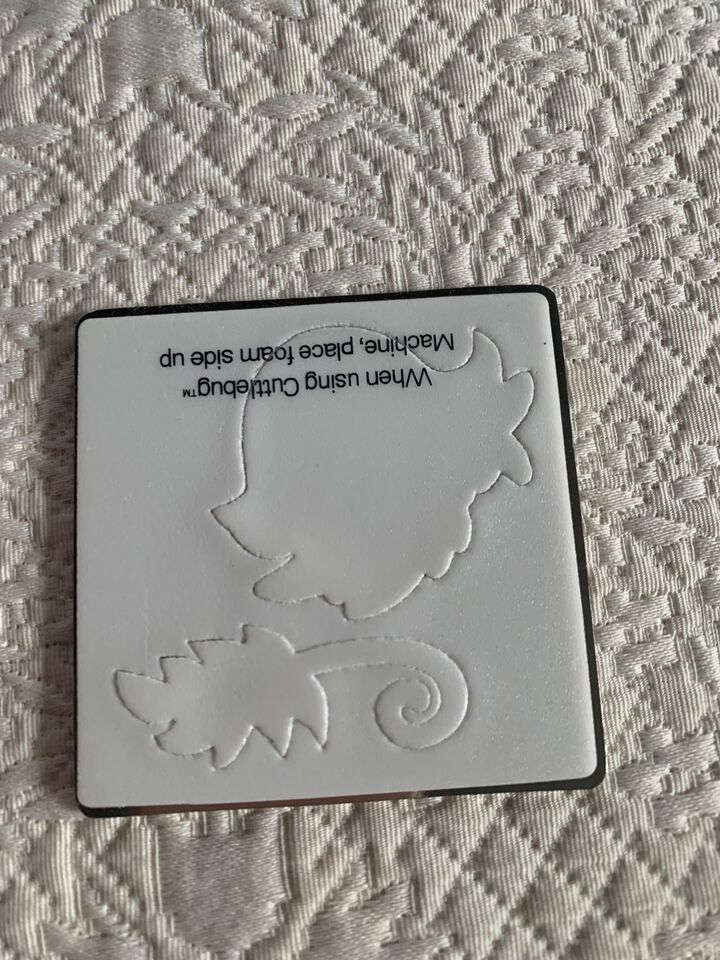 When using Cuttlebug™
Machine, place foam side up